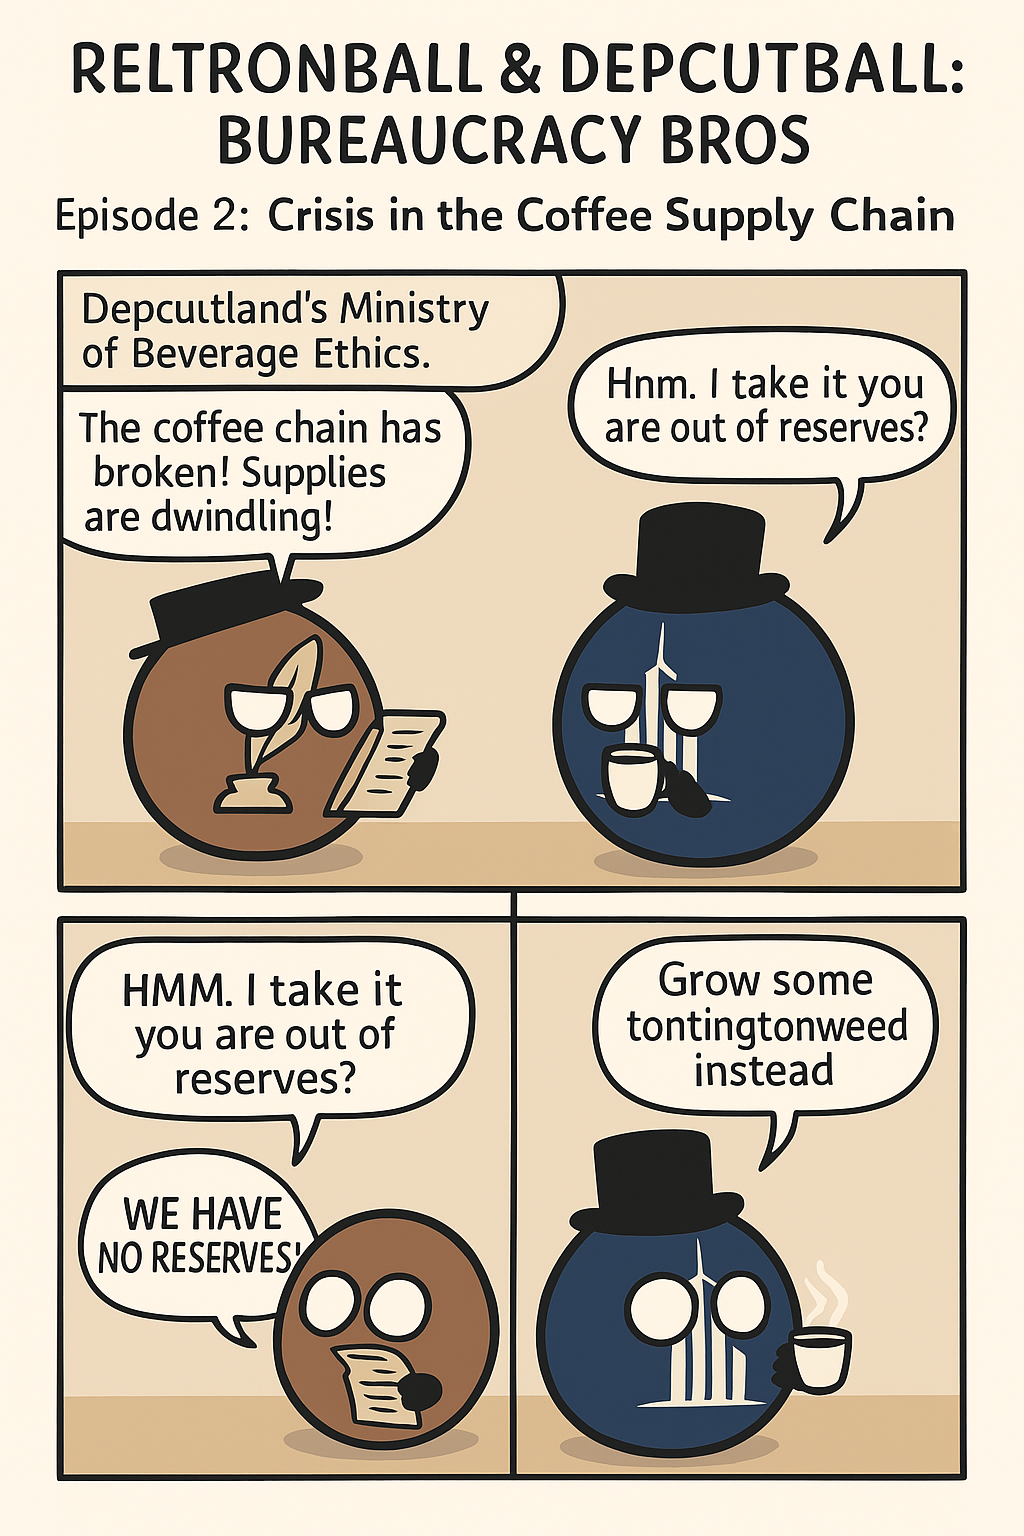 RELTRONBALL & DEPCUTBALL:
BUREAUCRACY BROS
Episode 2: Crisis in the Coffee Supply Chain
Depcutland's Ministry
of Beverage Ethics.
The coffee chain has
broken! Supplies
are dwindling!
Hnm. I take it you
are out of reserves?
HMM. I take it
you are out of
reserves?
WE HAVE
NO RESERVES!
Grow some
tontingtonweed
instead